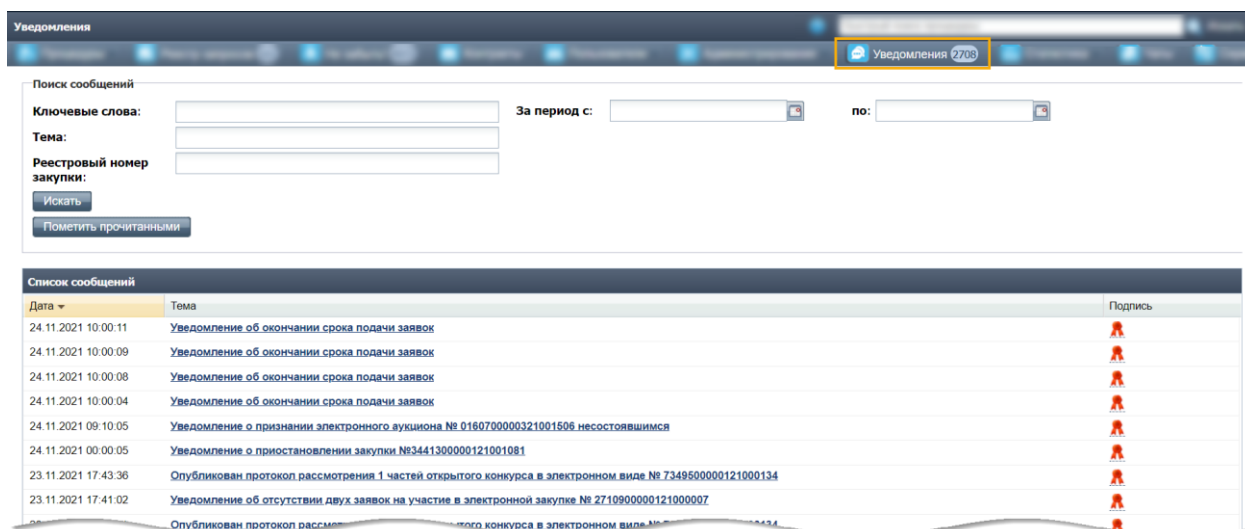 Уведомления
Уведомления 2708
Поиск сообщений
Ключевые слова:
За период с:
по:
Тема:
Реестровый номер
закупки:
Искать
Пометить прочитанными
Список сообщений
Дата Тема Подпись
24.11.2021 10:00:11 Уведомление об окончании срока подачи заявок
24.11.2021 10:00:09 Уведомление об окончании срока подачи заявок
24.11.2021 10:00:08 Уведомление об окончании срока подачи заявок
24.11.2021 10:00:04 Уведомление об окончании срока подачи заявок
24.11.2021 09:10:05 Уведомление о признании электронного аукциона № 0160700000321001506 несостоявшимся
24.11.2021 00:00:05 Уведомление о приостановлении закупки №3441300000121001081
23.11.2021 17:43:36 Опубликован протокол рассмотрения 1 частей открытого конкурса в электронном виде № 7349500000121000134
23.11.2021 17:41:02 Уведомление об отсутствии двух заявок на участие в электронной закупке № 2710900000121000007
Опубликован протокол конкурса в электронном виде